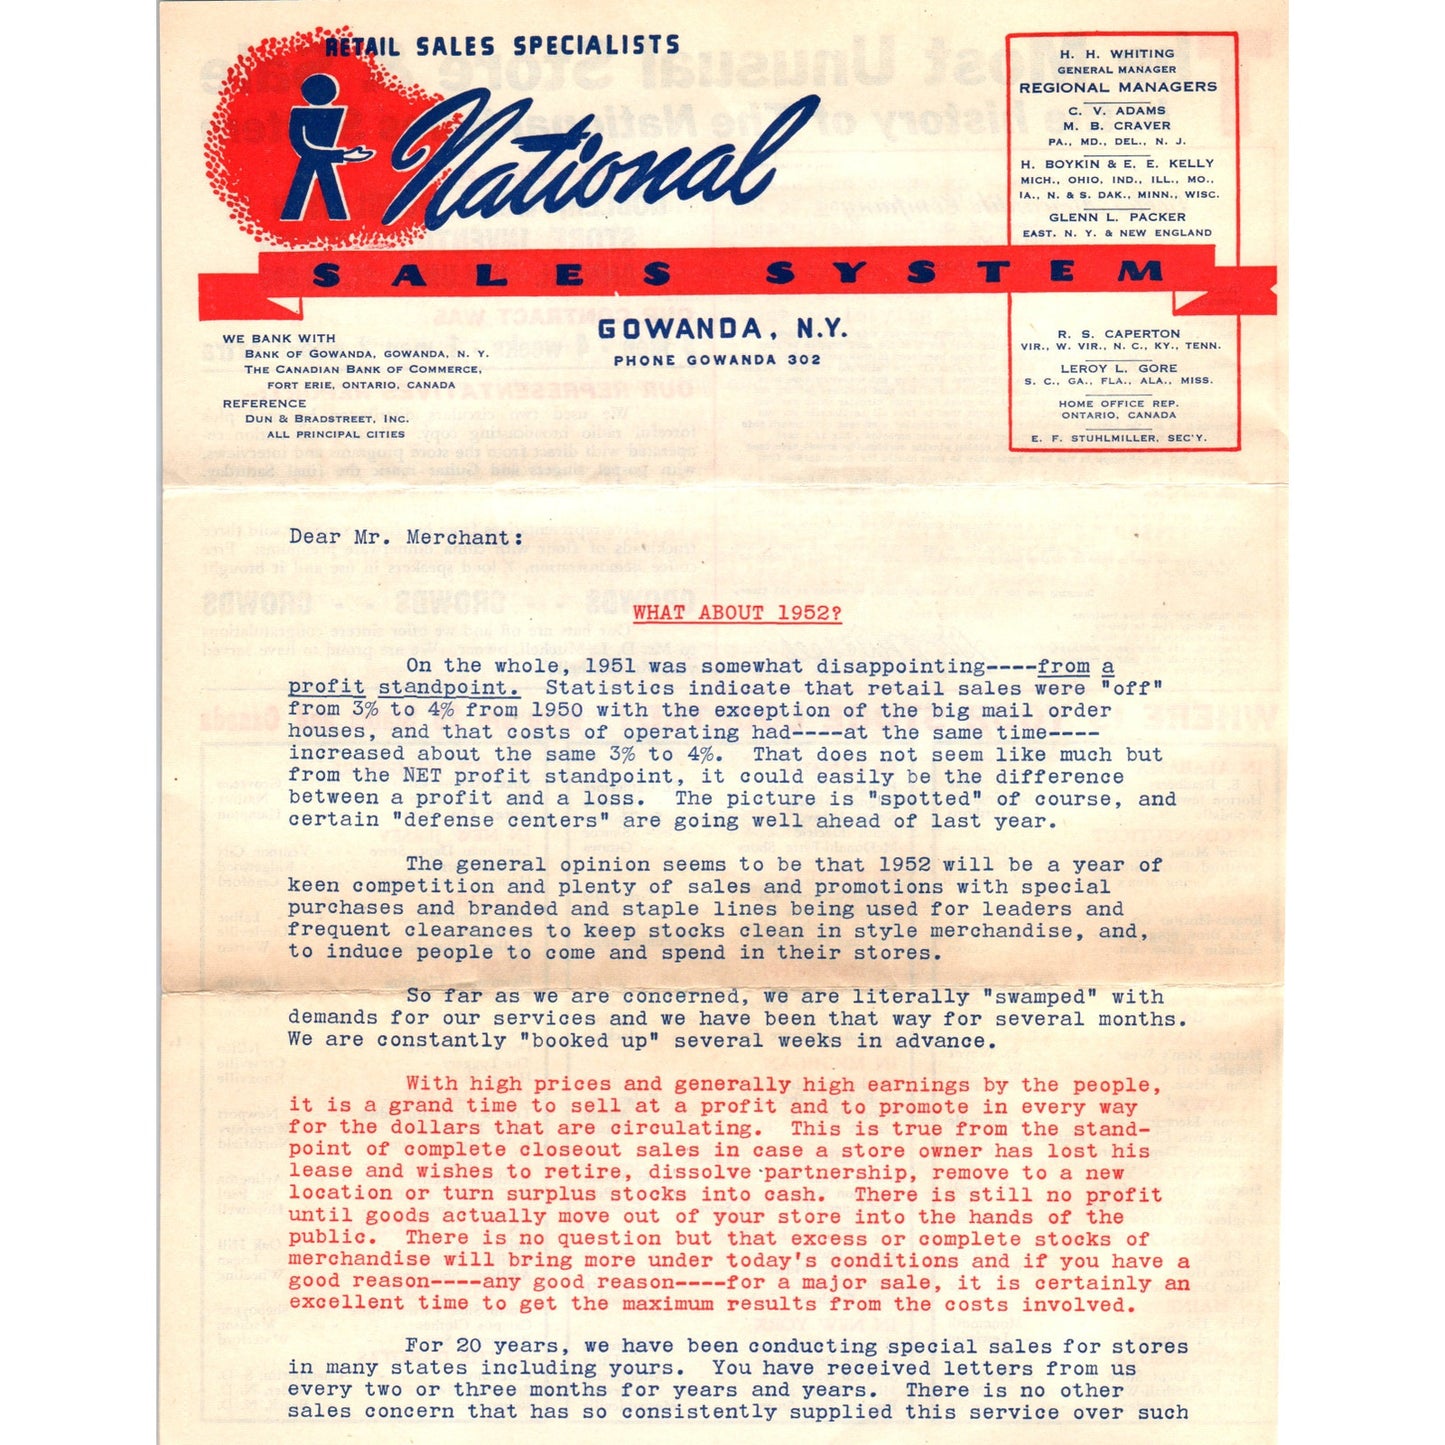 RETAIL SALES SPECIALISTS
National
SALES SYSTEM
GOWANDA, N.Y.
PHONE GOWANDA 302
WE BANK WITH
BANK OF GOWANDA, GOWANDA, N. Y.
THE CANADIAN BANK OF COMMERCE,
FORT ERIE, ONTARIO, CANADA
REFERENCE
DUN & BRADSTREET, INC.
ALL PRINCIPAL CITIES
H. H. WHITING
GENERAL MANAGER
REGIONAL MANAGERS
C. V. ADAMS
M. B. CRAVER
PA., MD., DEL., N. J.
H. BOYKIN & E. E. KELLY
MICH., OHIO, IND., ILL., MO.,
IA., N. & S. DAK., MINN., WISC.
GLENN L. PACKER
EAST. N. Y. & NEW ENGLAND
R. S. CAPERTON
VIR., W. VIR., N. C., KY., TENN.
LEROY L. GORE
S. C., GA., FLA., ALA., MISS.
HOME OFFICE REP.
ONTARIO, CANADA
E. F. STUHLMILLER, SEC'Y.
Dear Mr. Merchant:
WHAT ABOUT 1952?
On the whole, 1951 was somewhat disappointing----from a
profit standpoint. Statistics indicate that retail sales were "off"
from 3% to 4% from 1950 with the exception of the big mail order
houses, and that costs of operating had----at the same time----
increased about the same 3% to 4%. That does not seem like much but
from the NET profit standpoint, it could easily be the difference
between a profit and a loss. The picture is "spotted" of course, and
certain "defense centers" are going well ahead of last year.
The general opinion seems to be that 1952 will be a year of
keen competition and plenty of sales and promotions with special
purchases and branded and staple lines being used for leaders and
frequent clearances to keep stocks clean in style merchandise, and,
to induce people to come and spend in their stores.
So far as we are concerned, we are literally "swamped" with
demands for our services and we have been that way for several months.
We are constantly "booked up" several weeks in advance.
With high prices and generally high earnings by the people,
it is a grand time to sell at a profit and to promote in every way
for the dollars that are circulating. This is true from the stand-
point of complete closeout sales in case a store owner has lost his
lease and wishes to retire, dissolve partnership, remove to a new
location or turn surplus stocks into cash. There is still no profit
until goods actually move out of your store into the hands of the
public. There is no question but that excess or complete stocks of
merchandise will bring more under today's conditions and if you have a
good reason----any good reason----for a major sale, it is certainly an
excellent time to get the maximum results from the costs involved.
For 20 years, we have been conducting special sales for stores
in many states including yours. You have received letters from us
every two or three months for years and years. There is no other
sales concern that has so consistently supplied this service over such